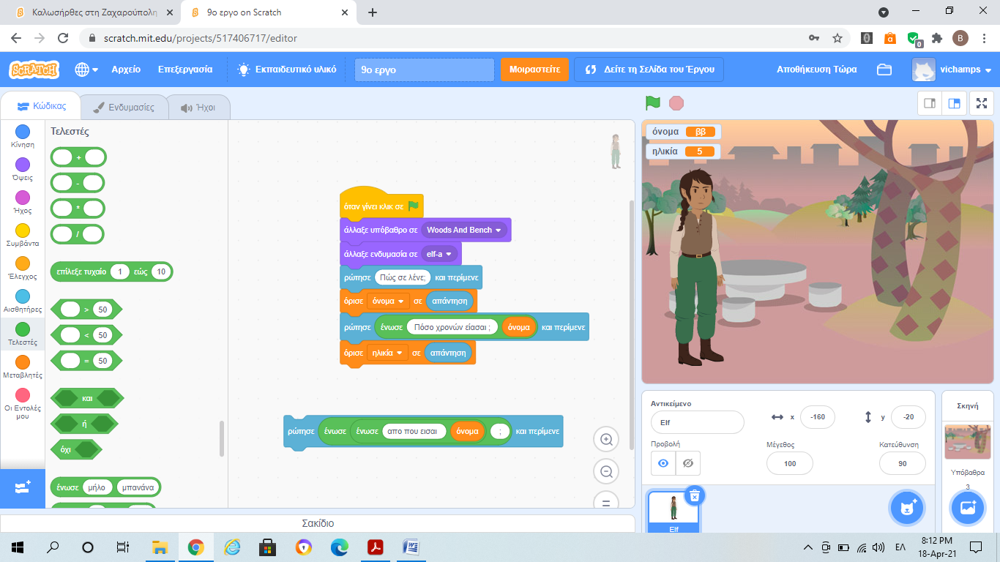 Καλωσήρθες στη Ζαχαρούπολη
9ο εργο on Scratch
scratch.mit.edu/projects/517406717/editor
B
SCRATCH
Αρχείο
Επεξεργασία
Εκπαιδευτικό υλικό
9ο εργο
Μοιραστείτε
Δείτε τη Σελίδα του Έργου
Αποθήκευση Τώρα
vichamps
Κώδικας
Ενδυμασίες
Ήχοι
Κίνηση
Όψεις
Ήχος
Συμβάντα
Έλεγχος
Αισθητήρες
Τελεστές
Μεταβλητές
Οι Εντολές
μου
Τελεστές
+
-
*
/
επίλεξε τυχαίο 1 εώς 10
> 50
< 50
= 50
και
ή
όχι
ένωσε μήλο μπανάνα
όταν γίνει κλικ σε
άλλαξε υπόβαθρο σε Woods And Bench
άλλαξε ενδυμασία σε elf-a
ρώτησε Πώς σε λένε; και περίμενε
όρισε όνομα σε απάντηση
ρώτησε ένωσε Πόσο χρονών είασαι ; όνομα και περίμενε
όρισε ηλικία σε απάντηση
ρώτησε ένωσε ένωσε απο που εισαι όνομα ; και περίμενε
Σακίδιο
όνομα ββ
ηλικία 5
Αντικείμενο
Elf
x -160
y -20
Προβολή
Μέγεθος
100
Κατεύθυνση
90
Elf
Σκηνή
Υπόβαθρα
3
ΕΛ
8:12 PM
18-Apr-21